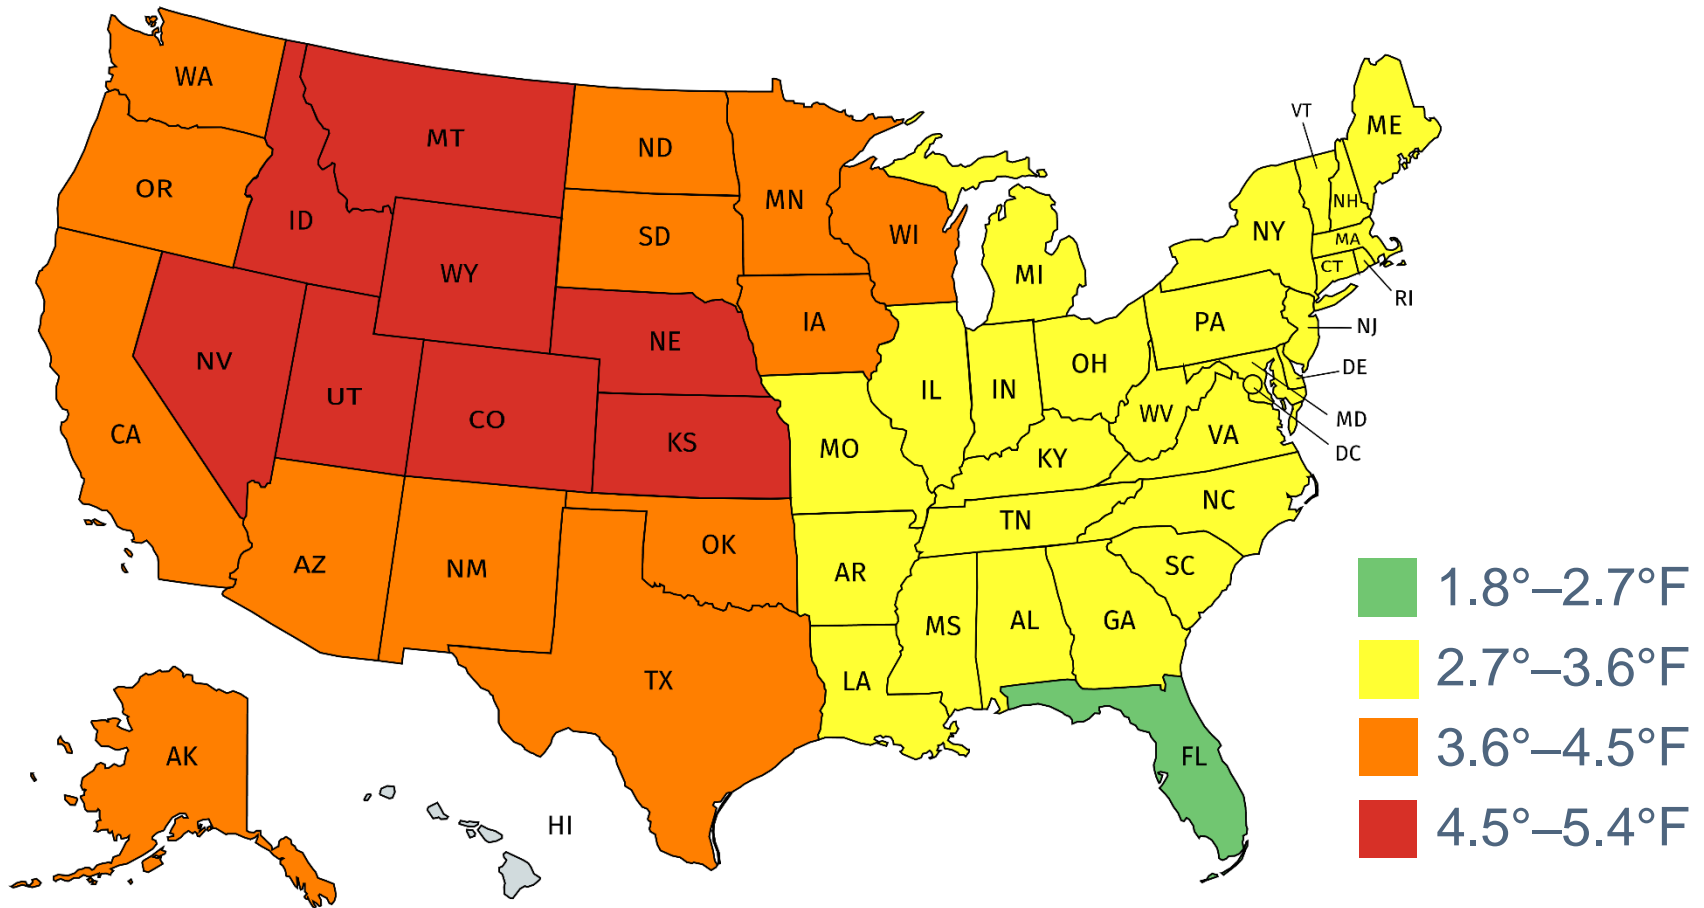 WA
MT
ND
MN
VT
ME
OR
ID
SD
WI
NH
NY
MA
WY
MI
CT
RI
NE
IA
PA
NJ
NV
UT
CO
IL
IN
OH
DE
CA
KS
MO
WV
VA
MD
KY
DC
NC
TN
OK
AZ
NM
AR
SC
MS
AL
GA
TX
LA
FL
AK
HI
1.8°–2.7°F
2.7°–3.6°F
3.6°–4.5°F
4.5°–5.4°F